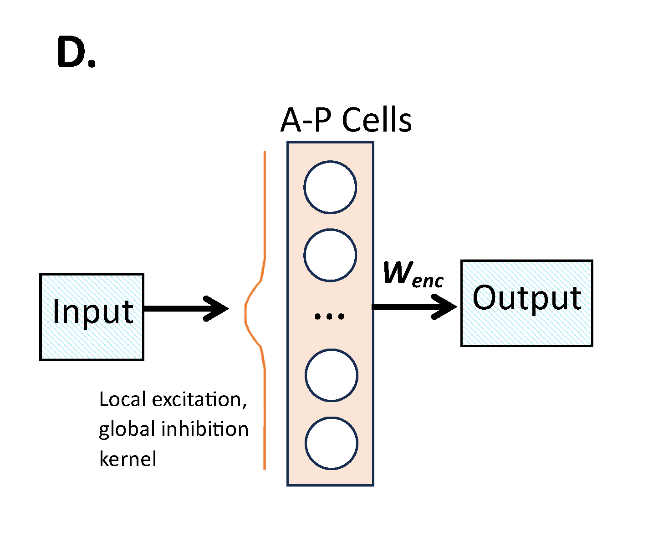 D.
A-P Cells
Input
...
W_enc
Output
Local excitation,
global inhibition
kernel